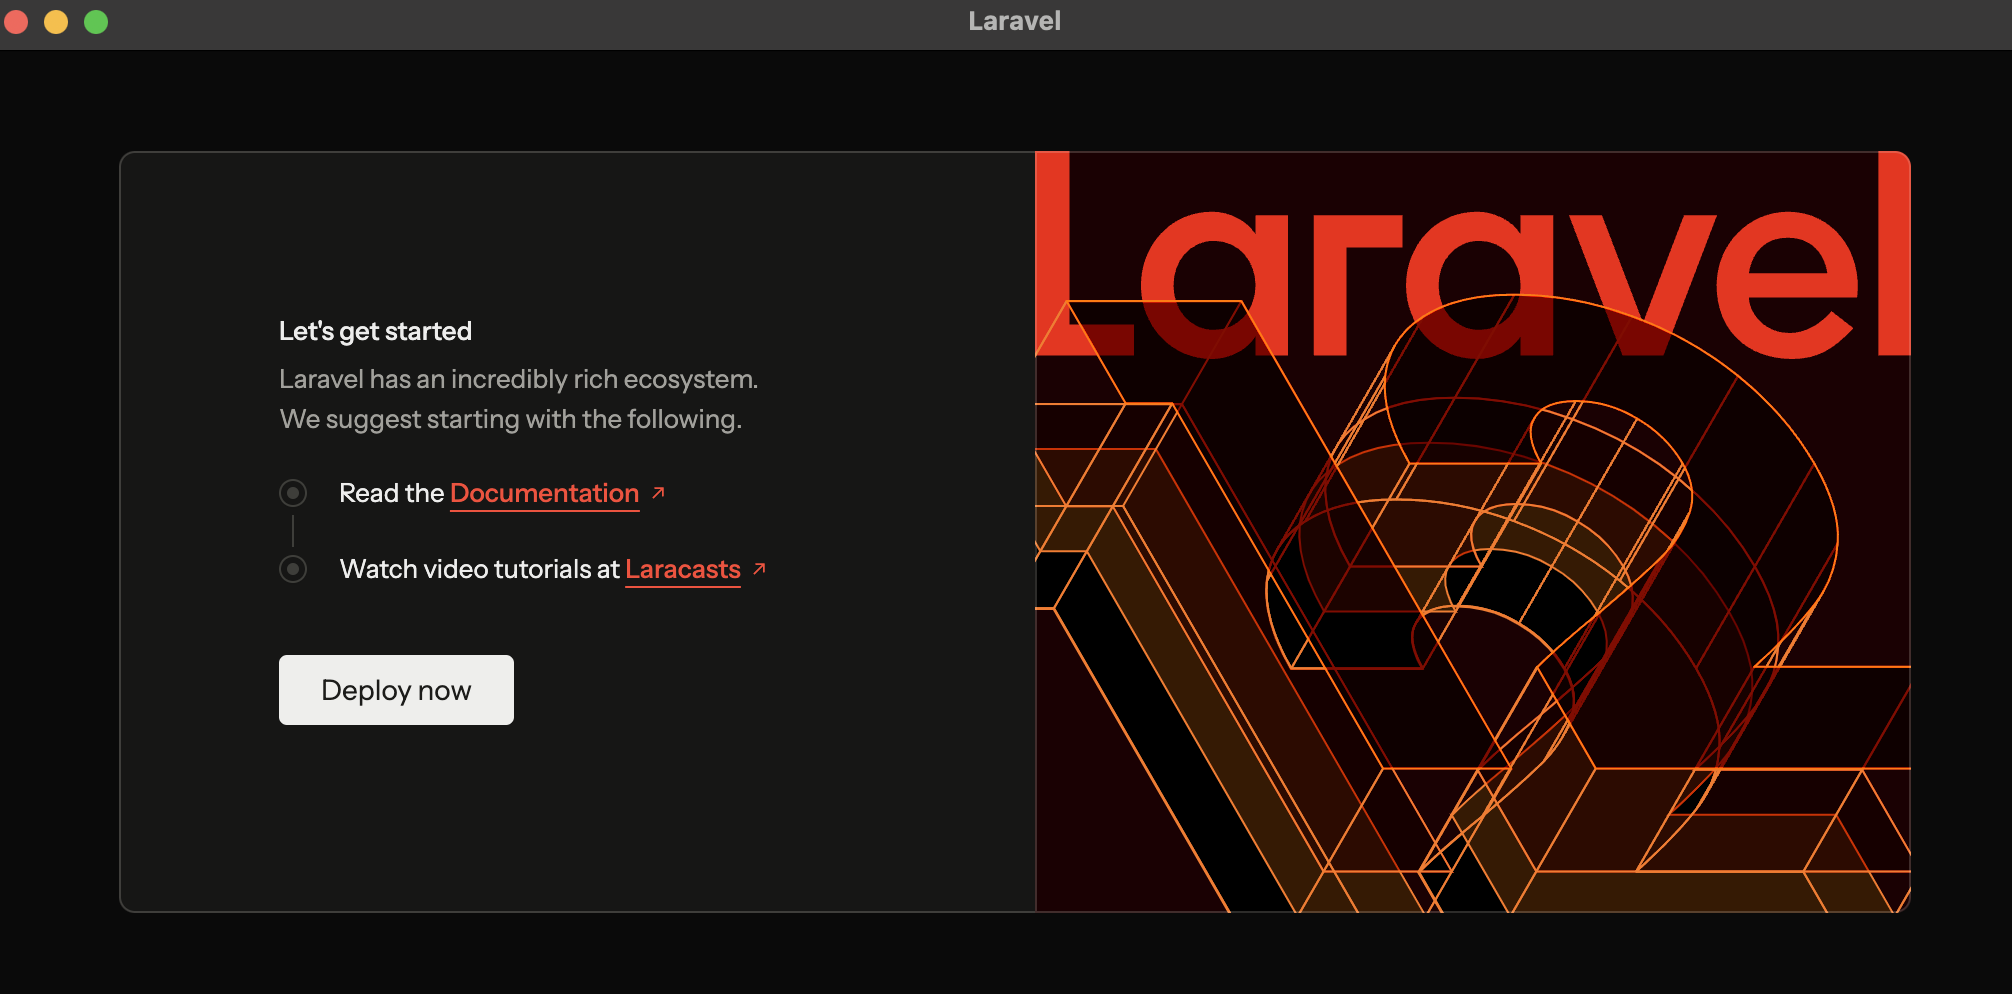 Laravel
Let's get started
Laravel has an incredibly rich ecosystem.
We suggest starting with the following.
Read the Documentation
Watch video tutorials at Laracasts
Deploy now
Laravel